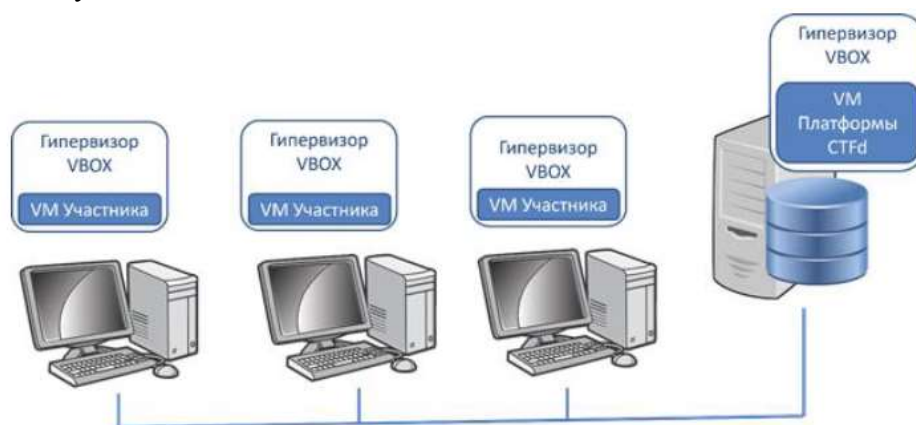 Гипервизор
VBOX
VM Участника
Гипервизор
VBOX
VM Участника
Гипервизор
VBOX
VM Участника
Гипервизор
VBOX
VM
Платформы
CTFd